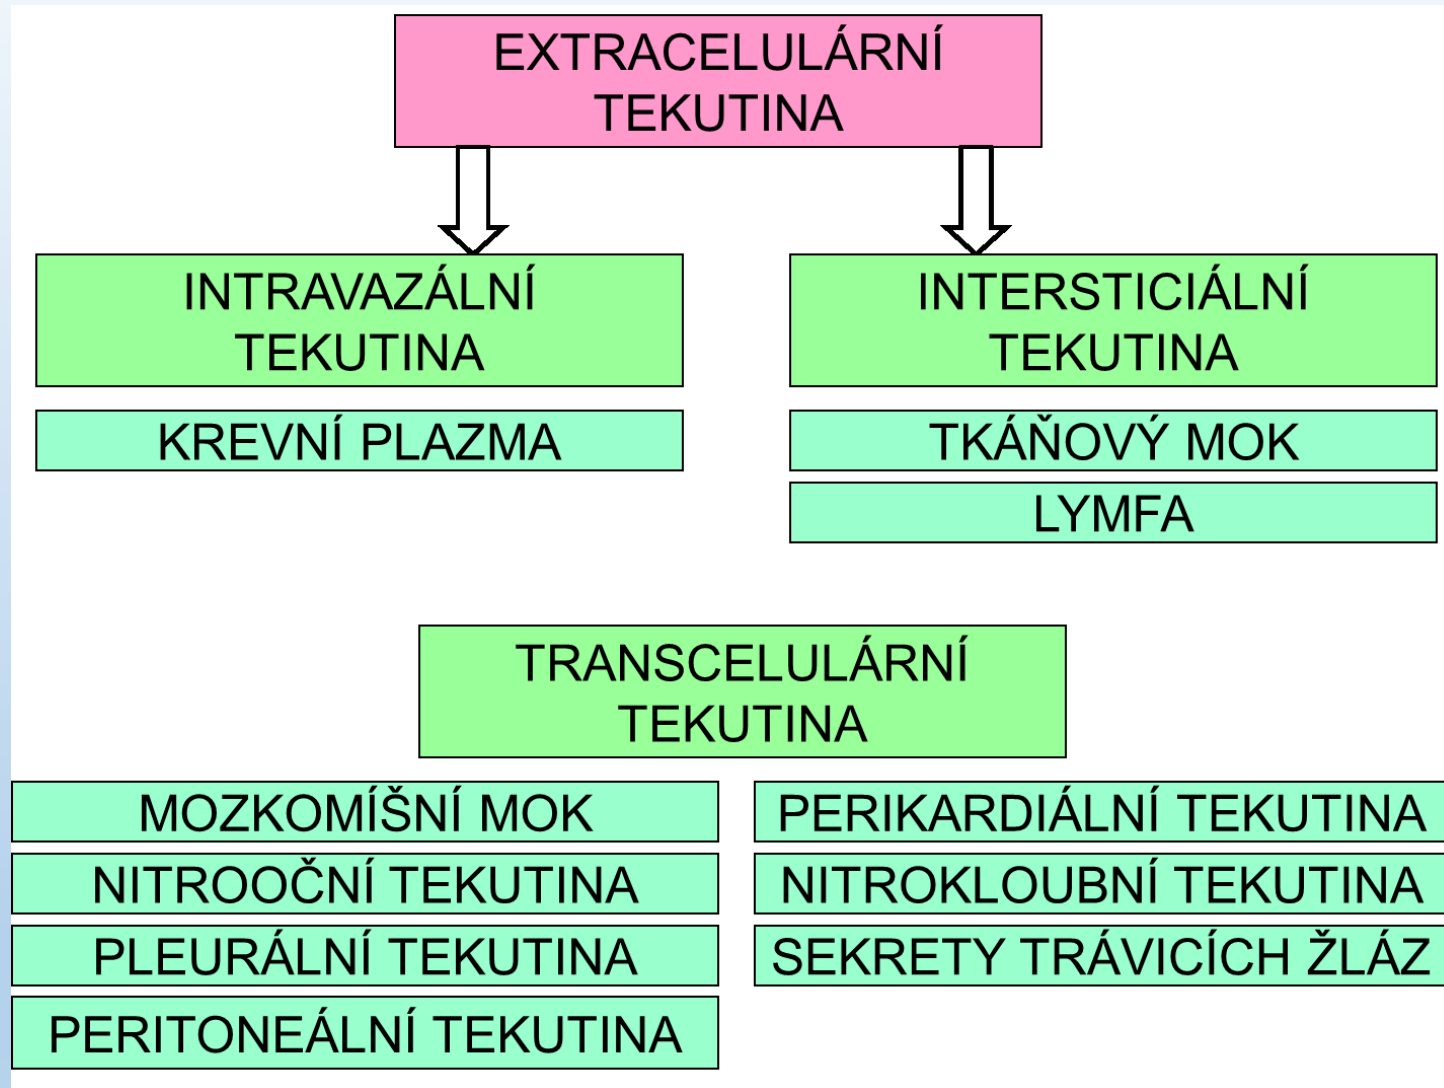 EXTRACELULÁRNÍ
TEKUTINA
INTRAVAZÁLNÍ
TEKUTINA
KREVNÍ PLAZMA
INTERSTICIÁLNÍ
TEKUTINA
TKÁŇOVÝ MOK
LYMFA
TRANSCELULÁRNÍ
TEKUTINA
MOZKOMÍŠNÍ MOK
NITROOČNÍ TEKUTINA
PLEURÁLNÍ TEKUTINA
PERITONEÁLNÍ TEKUTINA
PERIKARDIÁLNÍ TEKUTINA
NITROKLOUBNÍ TEKUTINA
SEKRETY TRÁVICÍCH ŽLÁZ